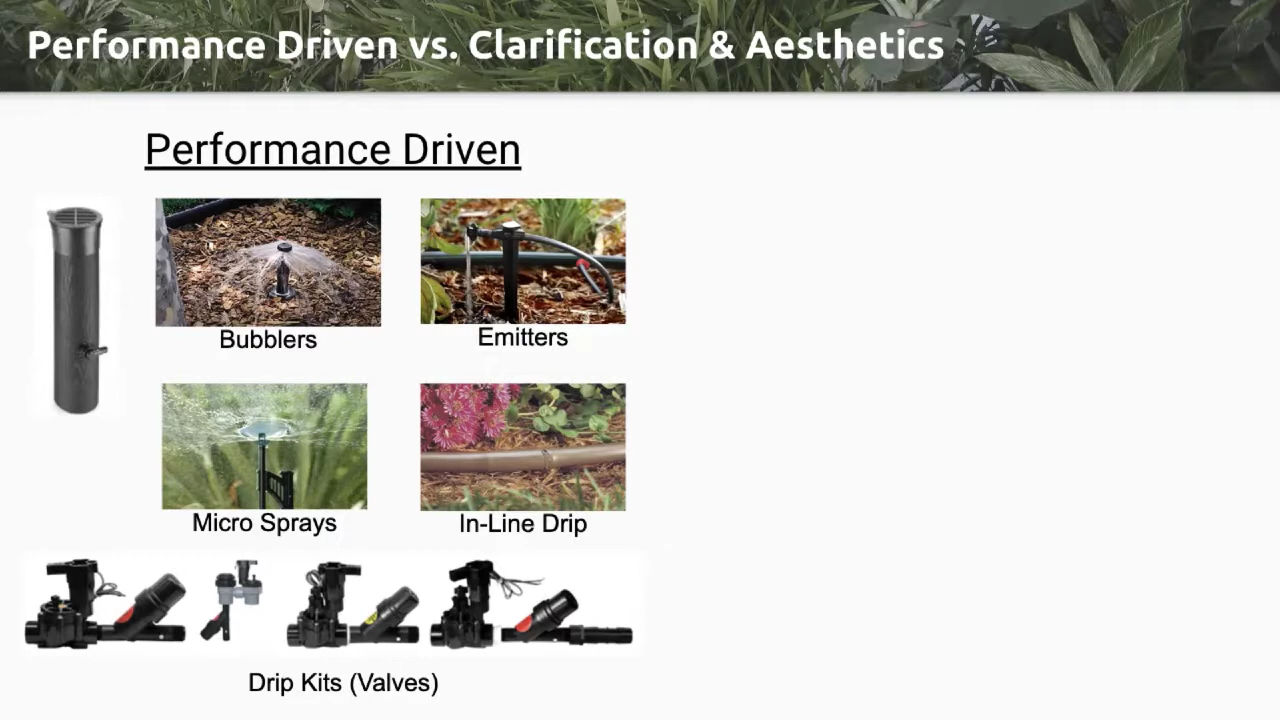 Performance Driven vs. Clarification & Aesthetics
Performance Driven
Bubblers
Emitters
Micro Sprays
In-Line Drip
Drip Kits (Valves)